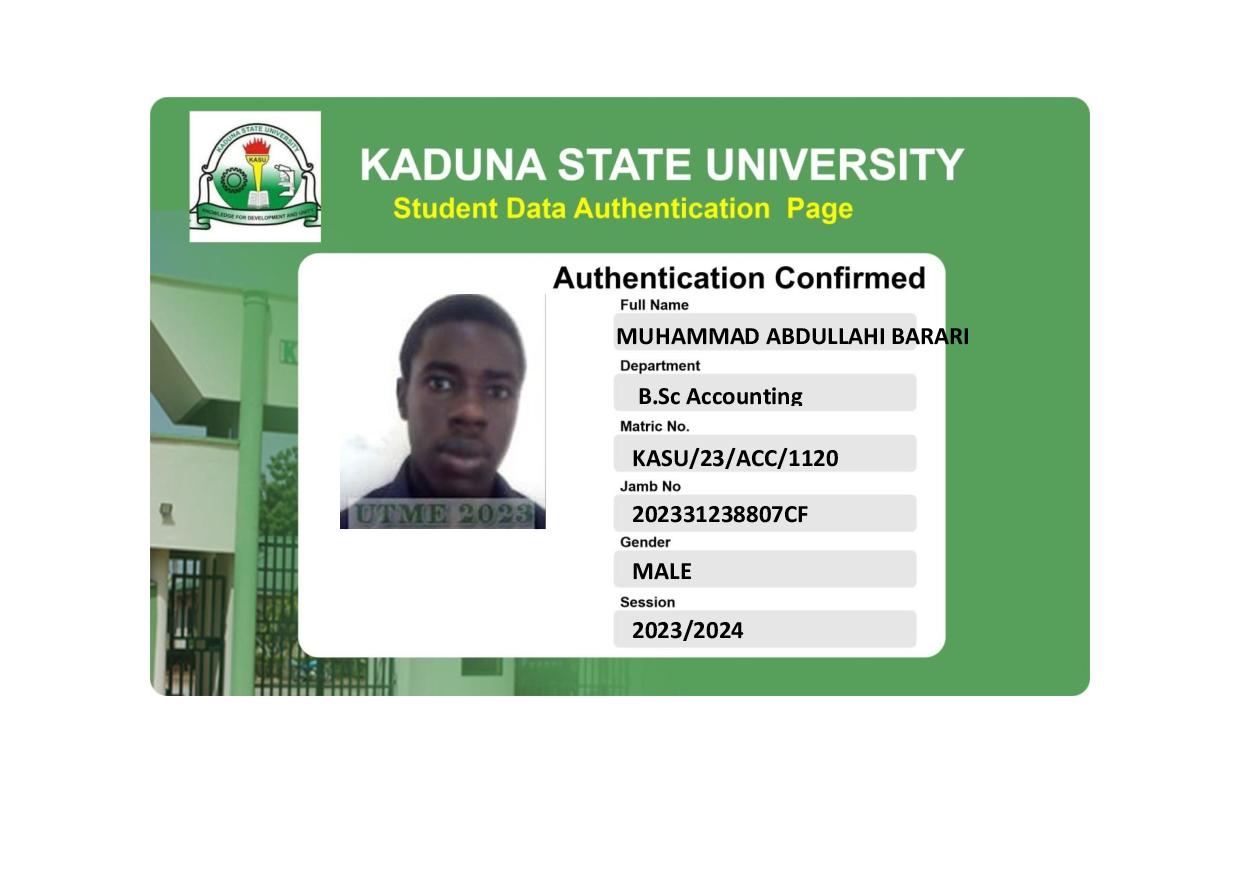 KADUNA STATE UNIVERSITY
KASU
KNOWLEDGE FOR DEVELOPMENT AND UNITY
KADUNA STATE UNIVERSITY
Student Data Authentication Page
Authentication Confirmed
Full Name
MUHAMMAD ABDULLAHI BARARI
Department
B.Sc Accounting
Matric No.
KASU/23/ACC/1120
Jamb No
202331238807CF
Gender
MALE
Session
2023/2024
UTME 2023